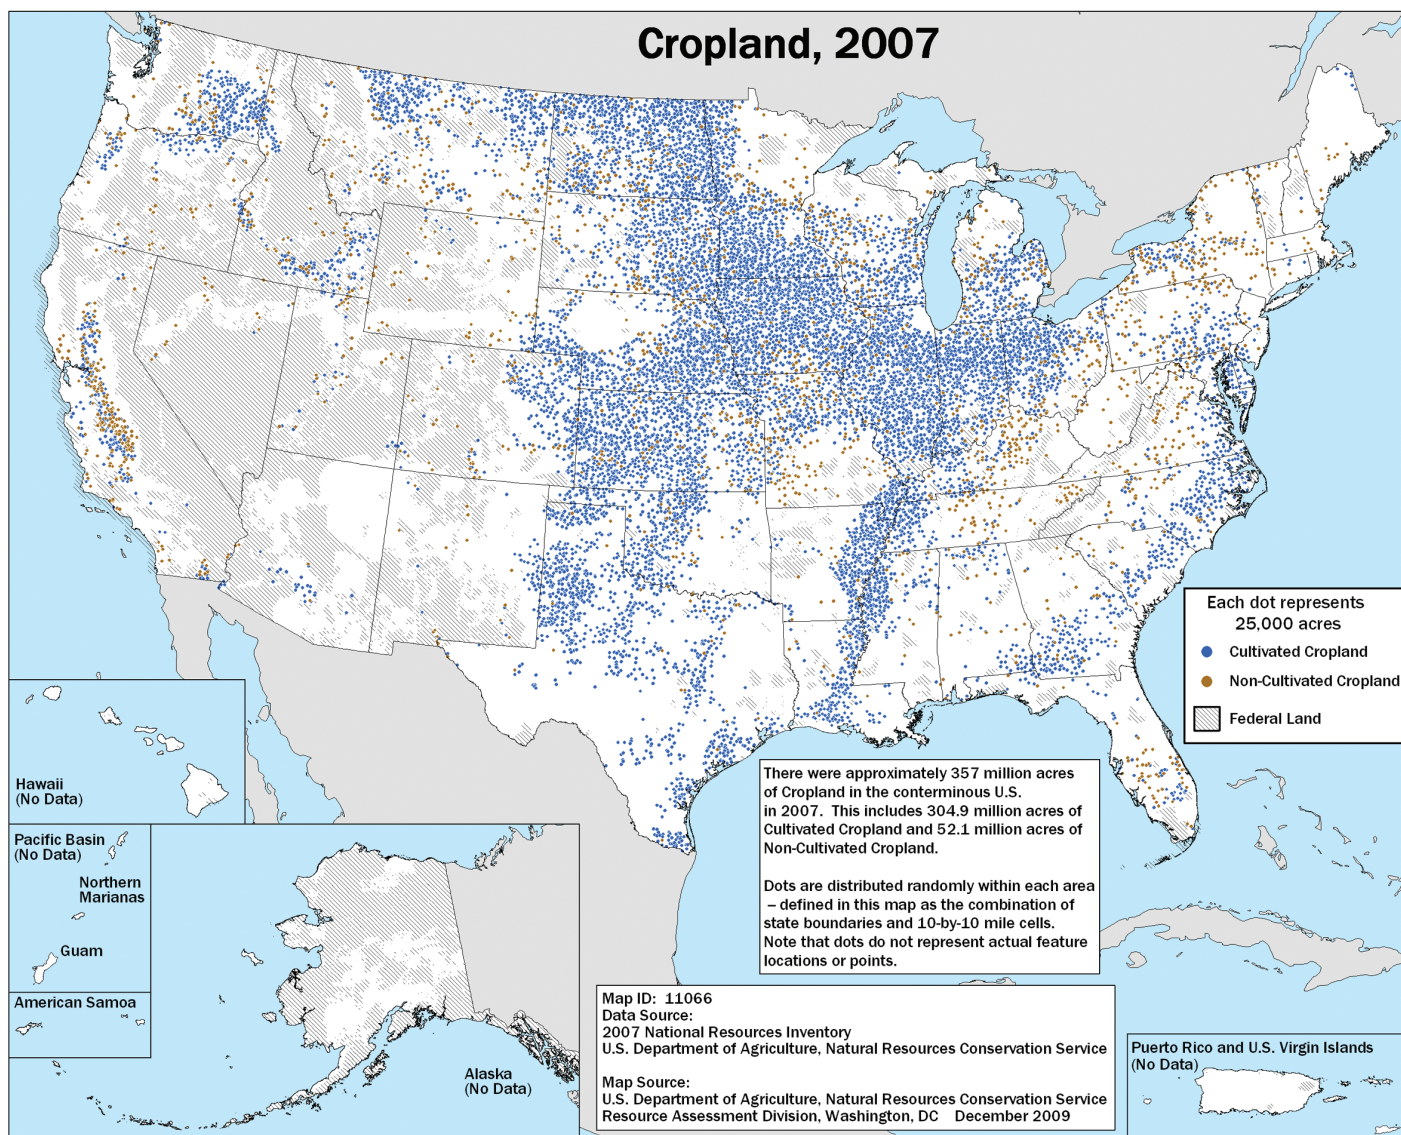 Cropland, 2007
Each dot represents
25,000 acres
Cultivated Cropland
Non-Cultivated Cropland
Federal Land
Hawaii
(No Data)
Pacific Basin
(No Data)
Northern
Marianas
Guam
American Samoa
Alaska
(No Data)
There were approximately 357 million acres
of Cropland in the conterminous U.S.
in 2007.  This includes 304.9 million acres of
Cultivated Cropland and 52.1 million acres of
Non-Cultivated Cropland.
Dots are distributed randomly within each area
– defined in this map as the combination of
state boundaries and 10-by-10 mile cells.
Note that dots do not represent actual feature
locations or points.
Map ID:  11066
Data Source:
2007 National Resources Inventory
U.S. Department of Agriculture, Natural Resources Conservation Service
Map Source:
U.S. Department of Agriculture, Natural Resources Conservation Service
Resource Assessment Division, Washington, DC    December 2009
Puerto Rico and U.S. Virgin Islands
(No Data)